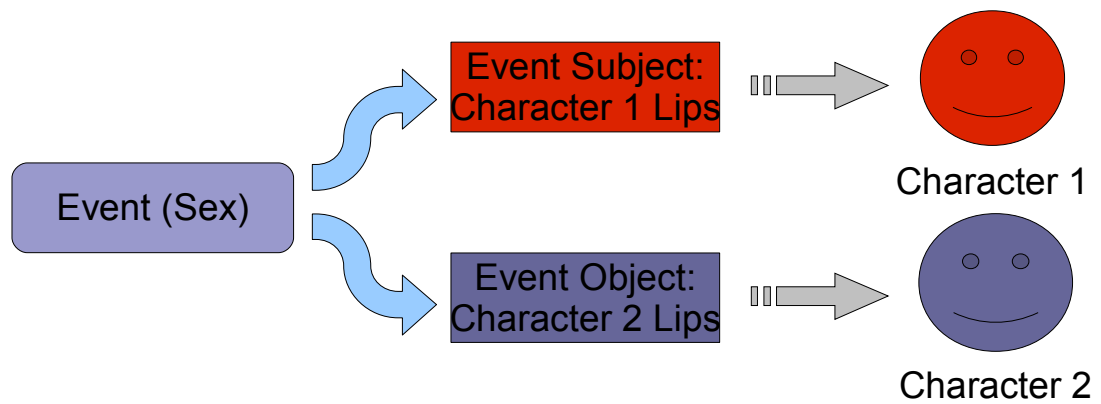 Event (Sex)
Event Subject:
Character 1 Lips
Character 1
Event Object:
Character 2 Lips
Character 2